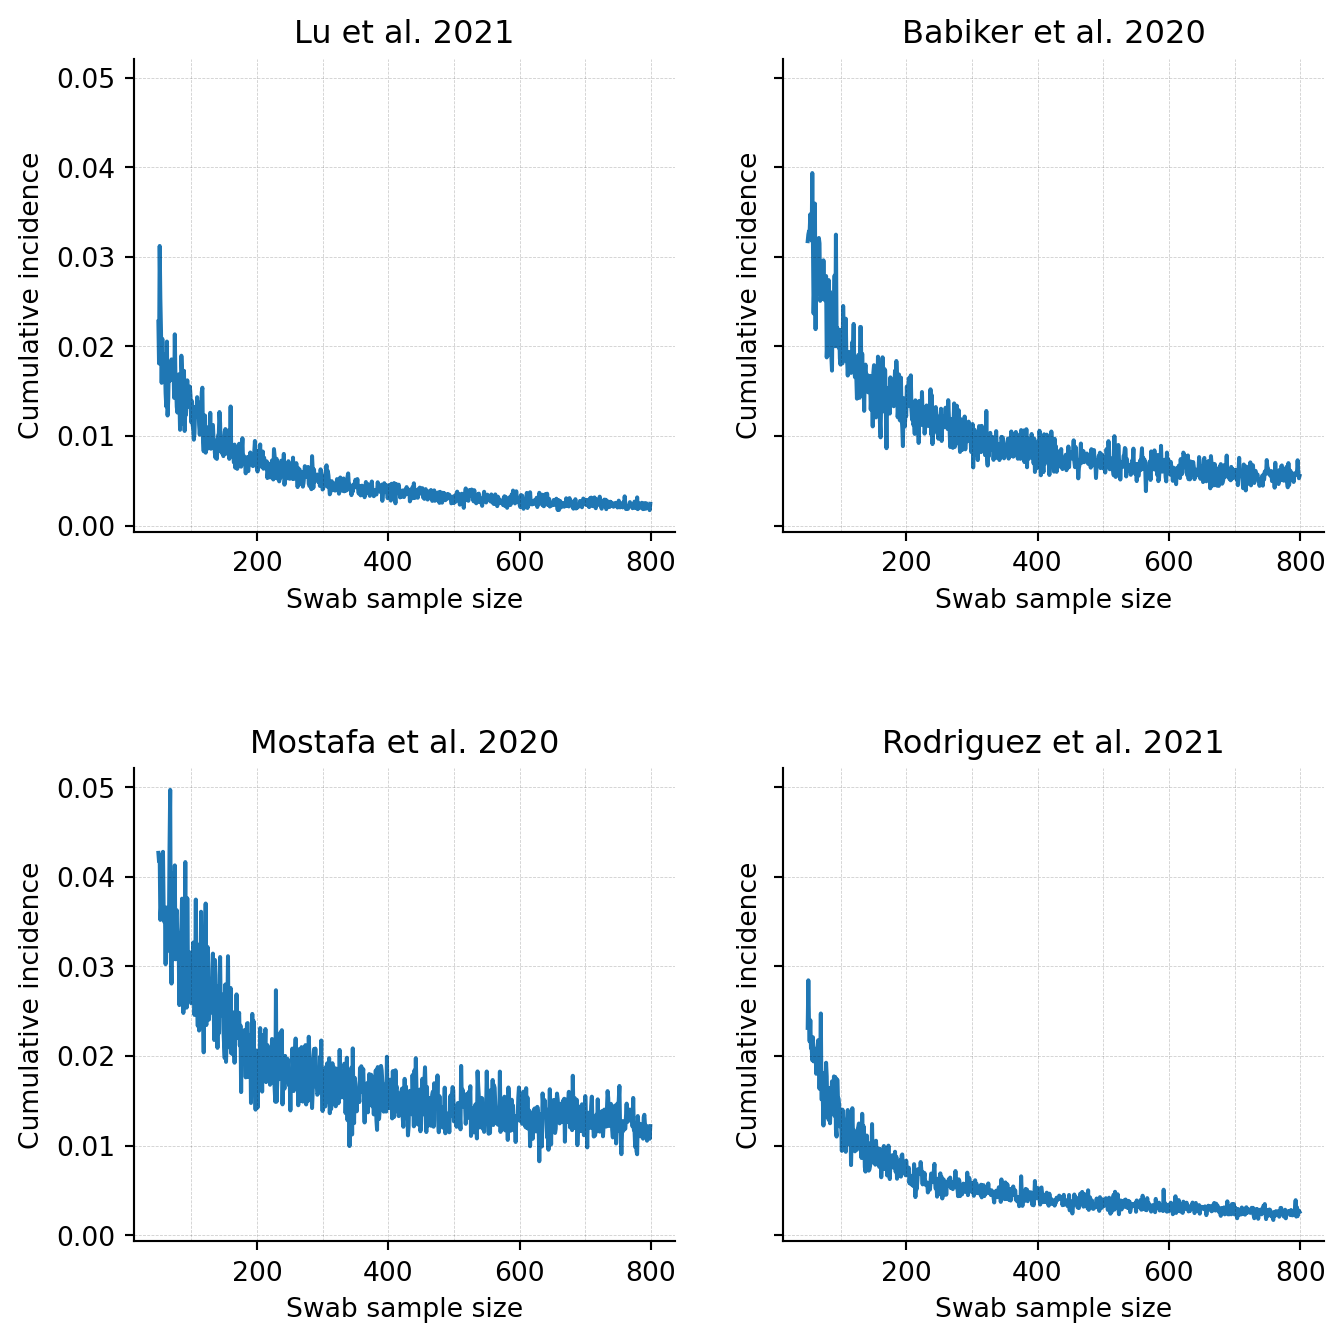 Lu et al. 2021
Babiker et al. 2020
0.05
0.04
0.03
0.02
0.01
0.00
Cumulative incidence
Cumulative incidence
200 400 600 800
200 400 600 800
Swab sample size
Swab sample size
Mostafa et al. 2020
Rodriguez et al. 2021
0.05
0.04
0.03
0.02
0.01
0.00
Cumulative incidence
Cumulative incidence
200 400 600 800
200 400 600 800
Swab sample size
Swab sample size